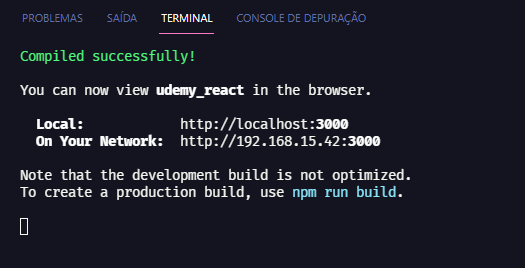 PROBLEMAS SAÍDA TERMINAL CONSOLE DE DEPURAÇÃO
Compiled successfully!
You can now view udemy_react in the browser.
Local: http://localhost:3000
On Your Network: http://192.168.15.42:3000
Note that the development build is not optimized.
To create a production build, use npm run build.